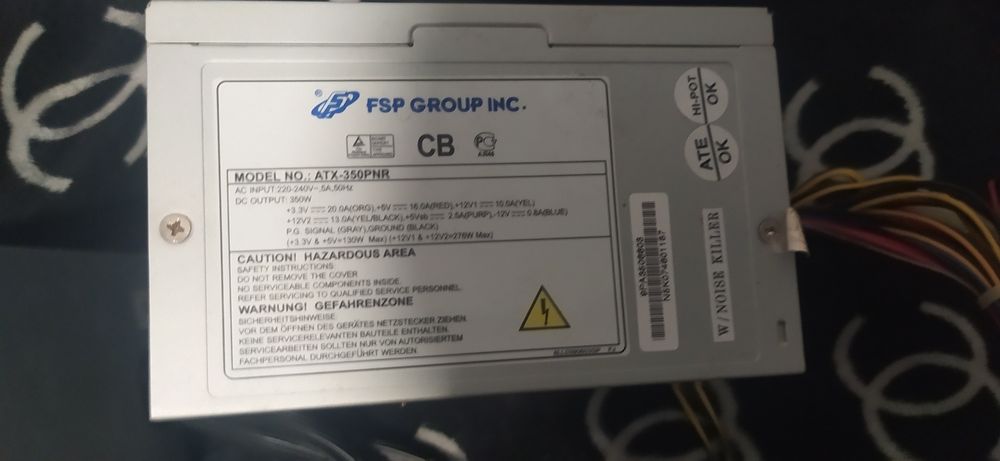 FSP GROUP INC.
CB
MODEL NO.: ATX-350PNR
AC INPUT:220-240V~,5A,50Hz
DC OUTPUT: 350W
+3.3V 20.0A(ORG),+5V 16.0A(RED),+12V1 10.0A(YEL)
+12V2 13.0A(YEL/BLACK),+5Vsb 2.5A(PURP),-12V 0.8A(BLUE)
P.G. SIGNAL (GRAY),GROUND (BLACK)
(+3.3V & +5V=130W Max) (+12V1 & +12V2=276W Max)
CAUTION! HAZARDOUS AREA
SAFETY INSTRUCTIONS
DO NOT REMOVE THE COVER
NO SERVICEABLE COMPONENTS INSIDE.
REFER SERVICING TO QUALIFIED SERVICE PERSONNEL.
WARNUNG! GEFAHRENZONE
SICHERHEITSHINWEISE
VOR DEM ÖFFNEN DES GERÄTES NETZSTECKER ZIEHEN.
KEINE SERVICERELEVANTEN BAUTEILE ENTHALTEN.
SERVICEARBEITEN SOLLTEN NUR VON AUTORISIERTEM
FACHPERSONAL DURCHGEFÜHRT WERDEN
HI-POT
OK
ATE
OK
W/NOISE KILLER